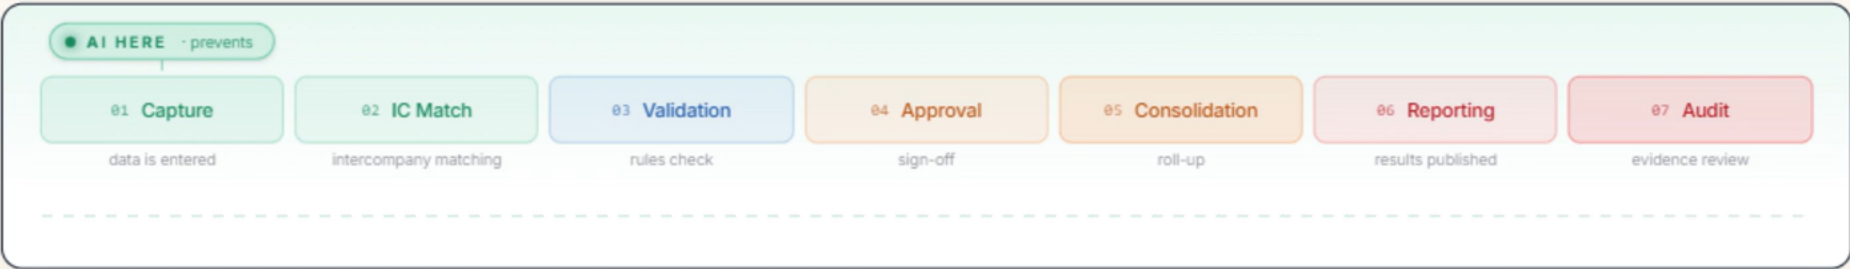 AI HERE · prevents
01 Capture
02 IC Match
03 Validation
04 Approval
05 Consolidation
06 Reporting
07 Audit
data is entered
intercompany matching
rules check
sign-off
roll-up
results published
evidence review